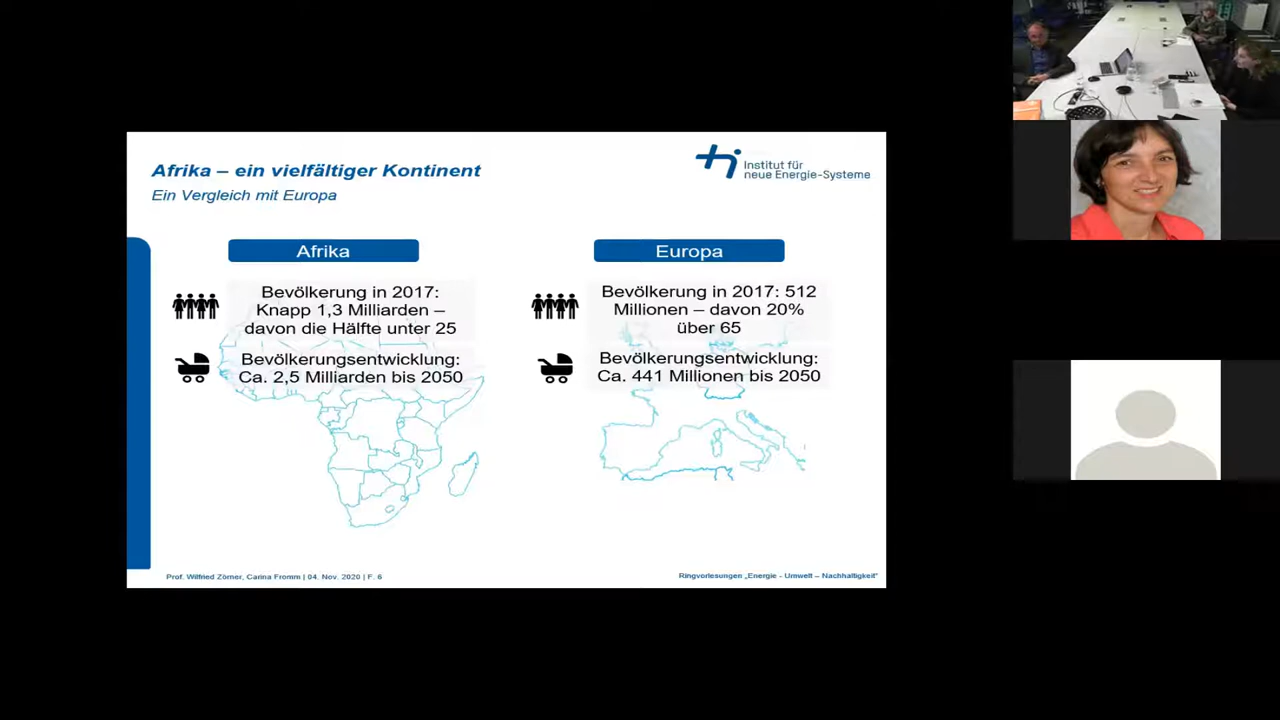 Afrika – ein vielfältiger Kontinent
Ein Vergleich mit Europa
Institut für
neue Energie-Systeme
Afrika
Bevölkerung in 2017:
Knapp 1,3 Milliarden –
davon die Hälfte unter 25
Bevölkerungsentwicklung:
Ca. 2,5 Milliarden bis 2050
Europa
Bevölkerung in 2017: 512
Millionen – davon 20%
über 65
Bevölkerungsentwicklung:
Ca. 441 Millionen bis 2050
Prof. Wilfried Zörner, Carina Fromm | 04. Nov. 2020 | F. 6
Ringvorlesungen „Energie - Umwelt – Nachhaltigkeit“